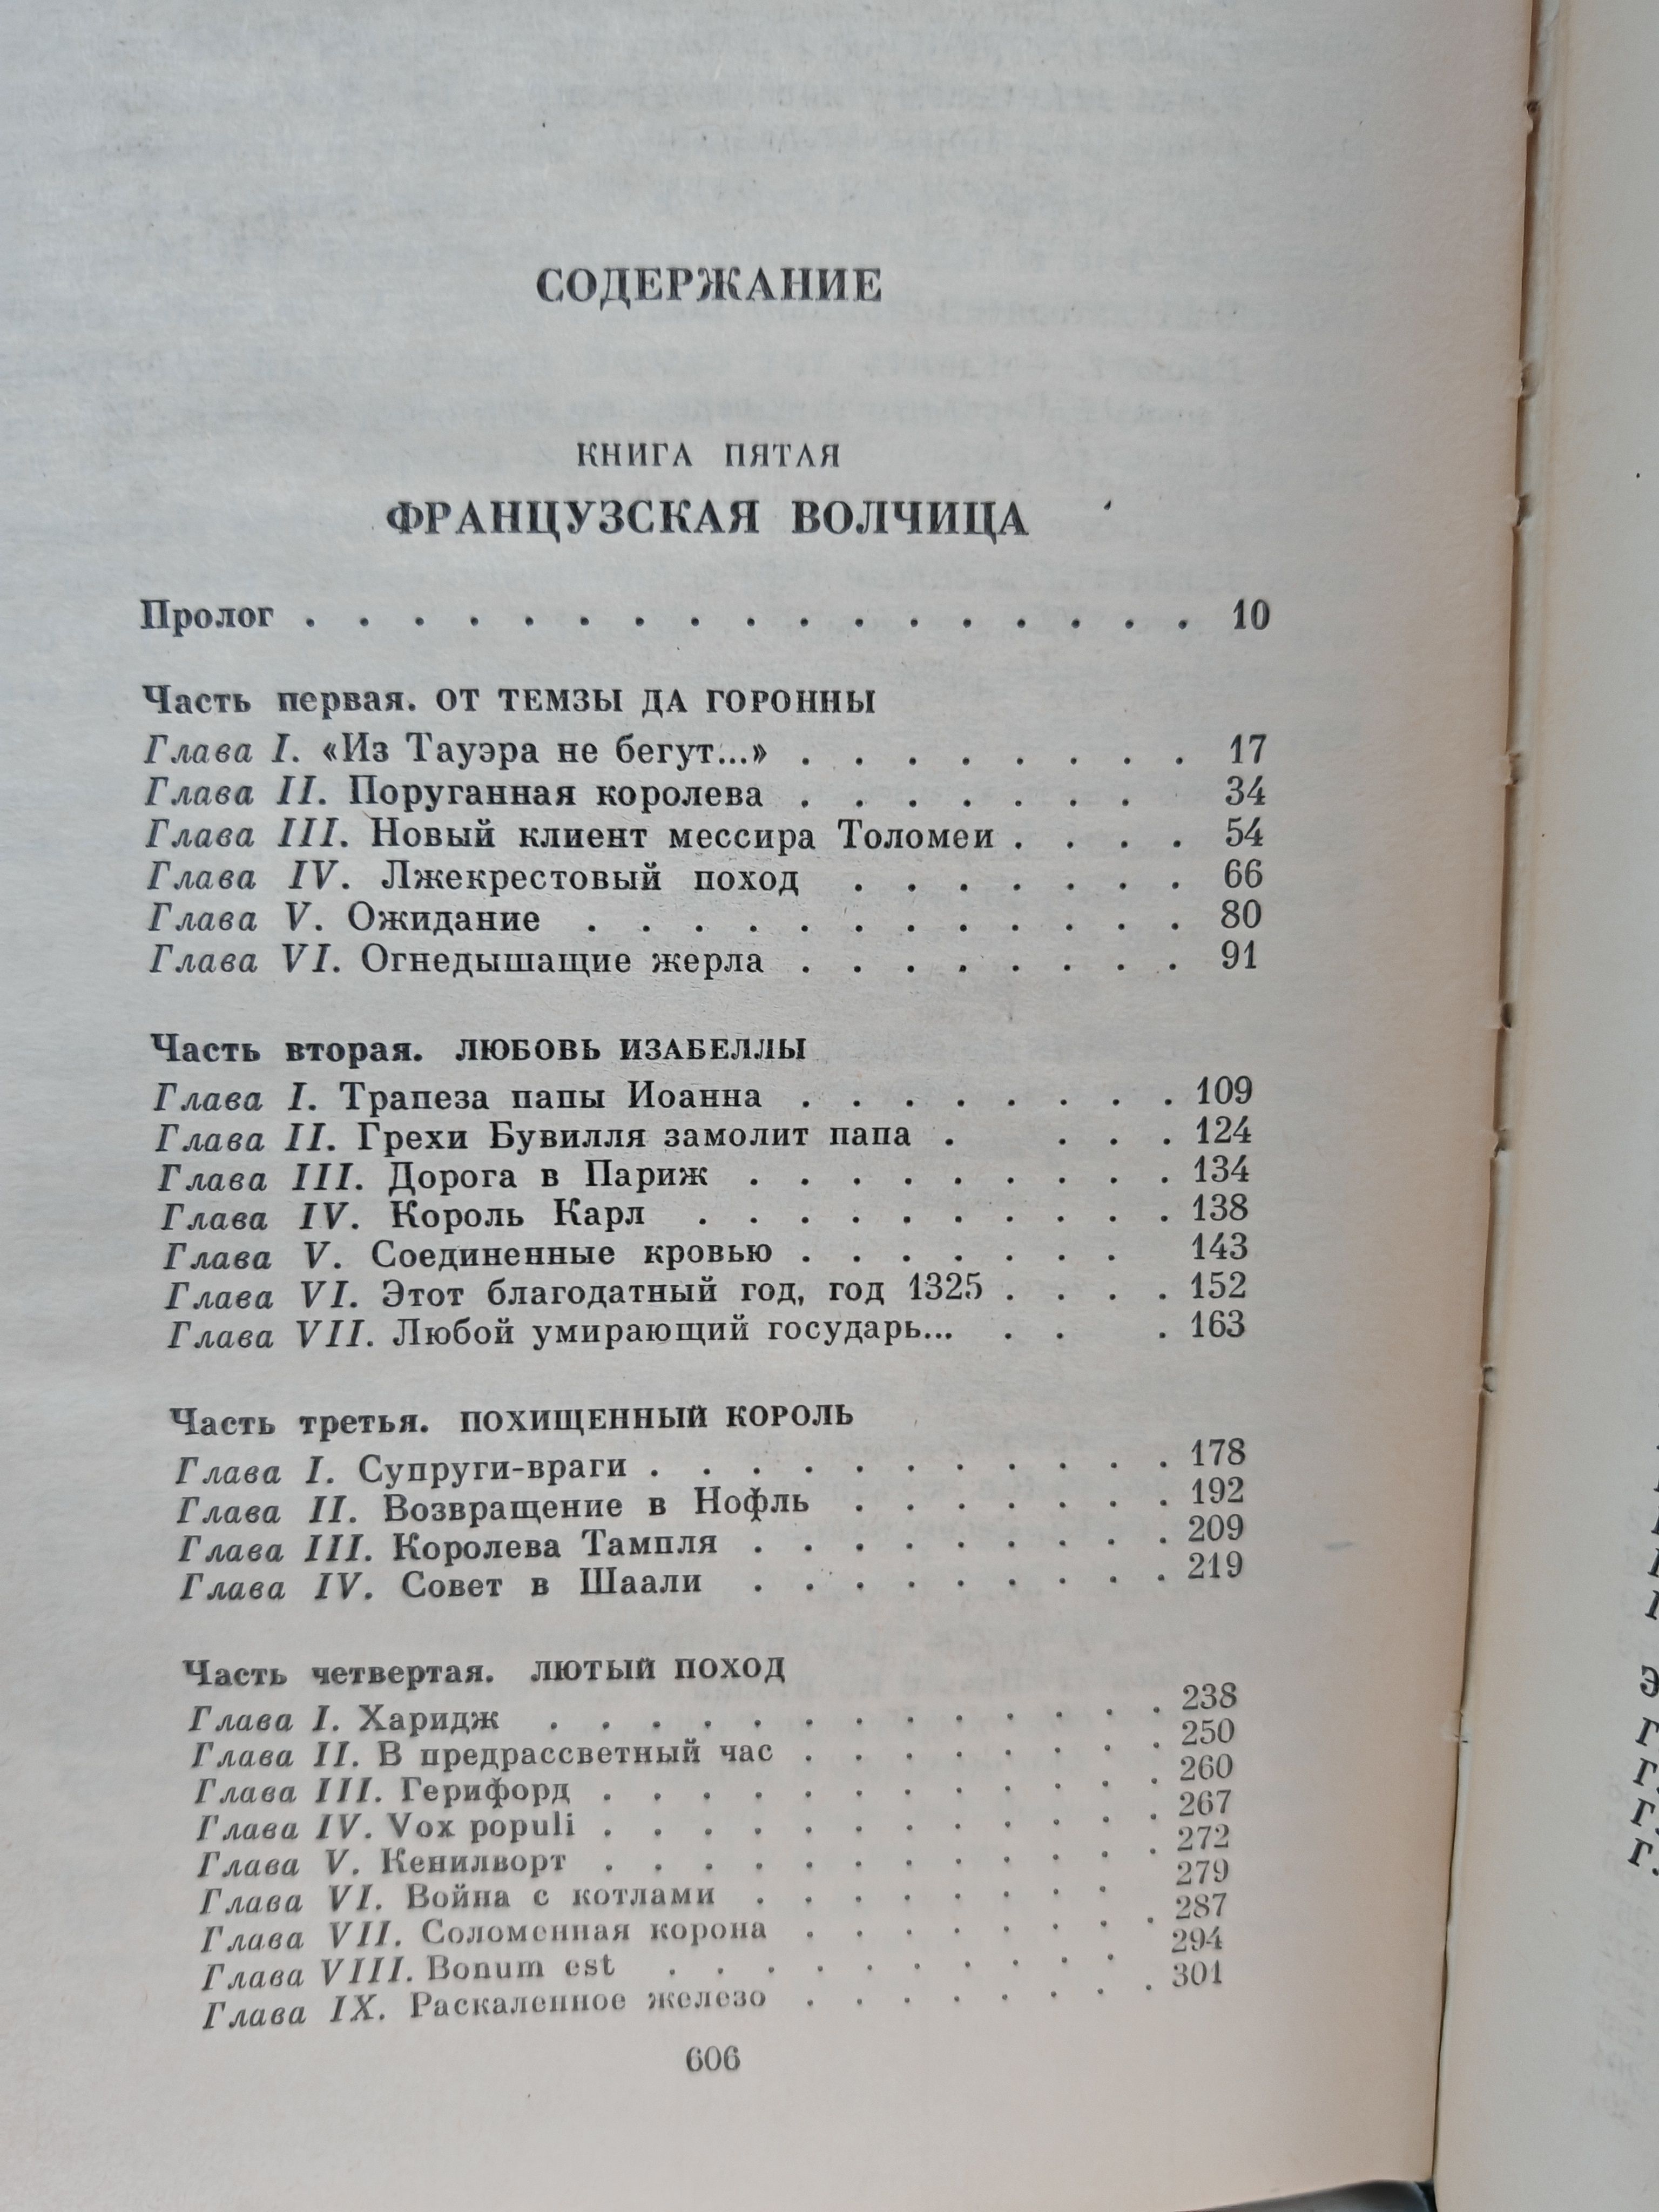 СОДЕРЖАНИЕ
КНИГА ПЯТАЯ
ФРАНЦУЗСКАЯ ВОЛЧИЦА
Пролог . . . . . . . . . . . . . . . . . 10
Часть первая. ОТ ТЕМЗЫ ДА ГОРОННЫ
Глава I. «Из Тауэра не бегут...» . . . . . . . . 17
Глава II. Поруганная королева . . . . . . . 34
Глава III. Новый клиент мессира Толомеи . . . . 54
Глава IV. Лжекрестовый поход . . . . . . . 66
Глава V. Ожидание . . . . . . . . . . . . 80
Глава VI. Огнедышащие жерла . . . . . . . . 91
Часть вторая. ЛЮБОВЬ ИЗАБЕЛЛЫ
Глава I. Трапеза папы Иоанна . . . . . . . . 109
Глава II. Грехи Бувилля замолит папа . . . . 124
Глава III. Дорога в Париж . . . . . . . . . 134
Глава IV. Король Карл . . . . . . . . . . 138
Глава V. Соединенные кровью . . . . . . . 143
Глава VI. Этот благодатный год, год 1325 . . . . 152
Глава VII. Любой умирающий государь... . . . 163
Часть третья. ПОХИЩЕННЫЙ КОРОЛЬ
Глава I. Супруги-враги . . . . . . . . . . . 178
Глава II. Возвращение в Нофль . . . . . . . 192
Глава III. Королева Тампля . . . . . . . . . 209
Глава IV. Совет в Шаали . . . . . . . . . 219
Часть четвертая. ЛЮТЫЙ ПОХОД
Глава I. Харидж . . . . . . . . . . . . . 238
Глава II. В предрассветный час . . . . . . . . 250
Глава III. Герифорд . . . . . . . . . . . . 260
Глава IV. Vox populi . . . . . . . . . . . . 267
Глава V. Кенилворт . . . . . . . . . . . . 272
Глава VI. Война с котлами . . . . . . . . 279
Глава VII. Соломенная корона . . . . . . . . 287
Глава VIII. Bonum est . . . . . . . . . . 294
Глава IX. Раскаленное железо . . . . . . . . 301
606